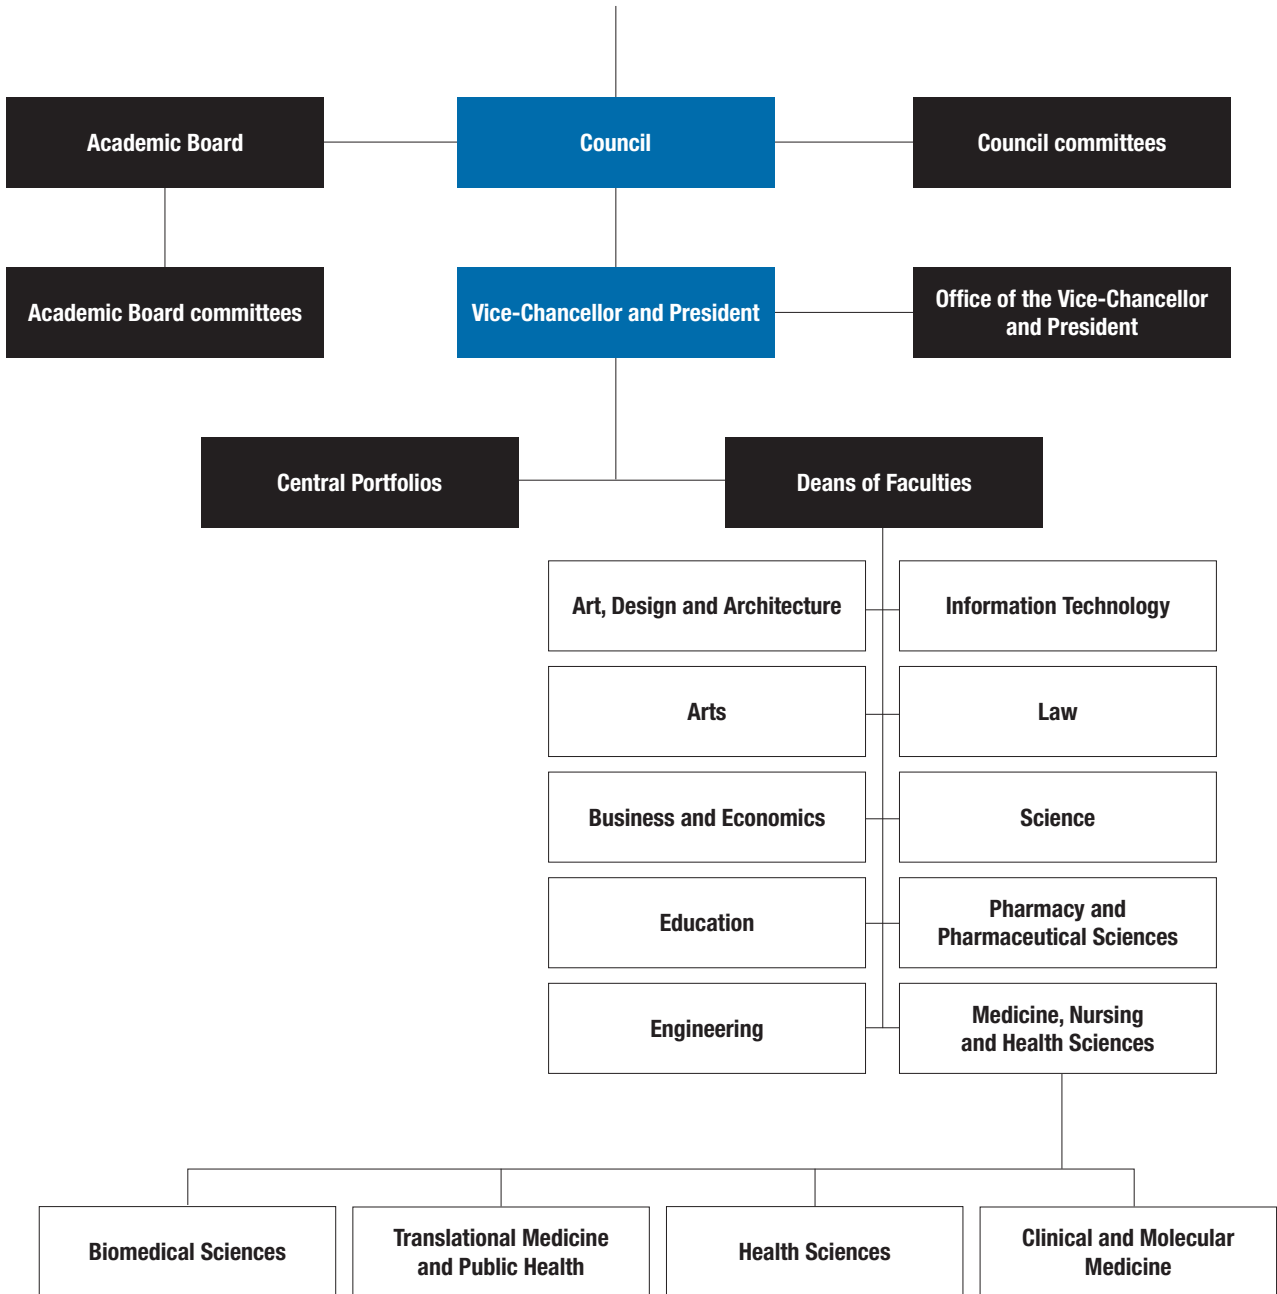 Academic Board
Council
Council committees
Academic Board committees
Vice-Chancellor and President
Office of the Vice-Chancellor
and President
Central Portfolios
Deans of Faculties
Art, Design and Architecture
Information Technology
Arts
Law
Business and Economics
Science
Education
Pharmacy and
Pharmaceutical Sciences
Engineering
Medicine, Nursing
and Health Sciences
Biomedical Sciences
Translational Medicine
and Public Health
Health Sciences
Clinical and Molecular
Medicine